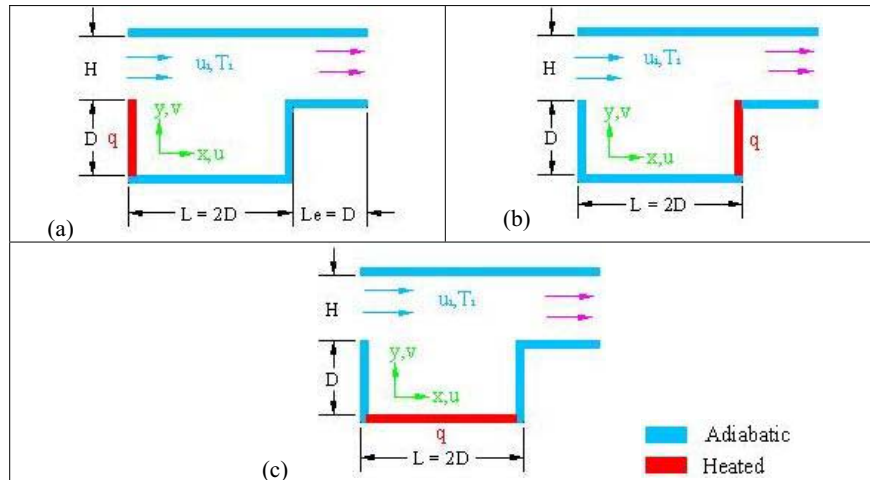 H
uᵢ,Tᵢ
D
q
y,v
x,u
L = 2D
Le = D
(a)
H
uᵢ,Tᵢ
D
q
y,v
x,u
L = 2D
(b)
H
uᵢ,Tᵢ
D
y,v
x,u
q
L = 2D
(c)
Adiabatic
Heated